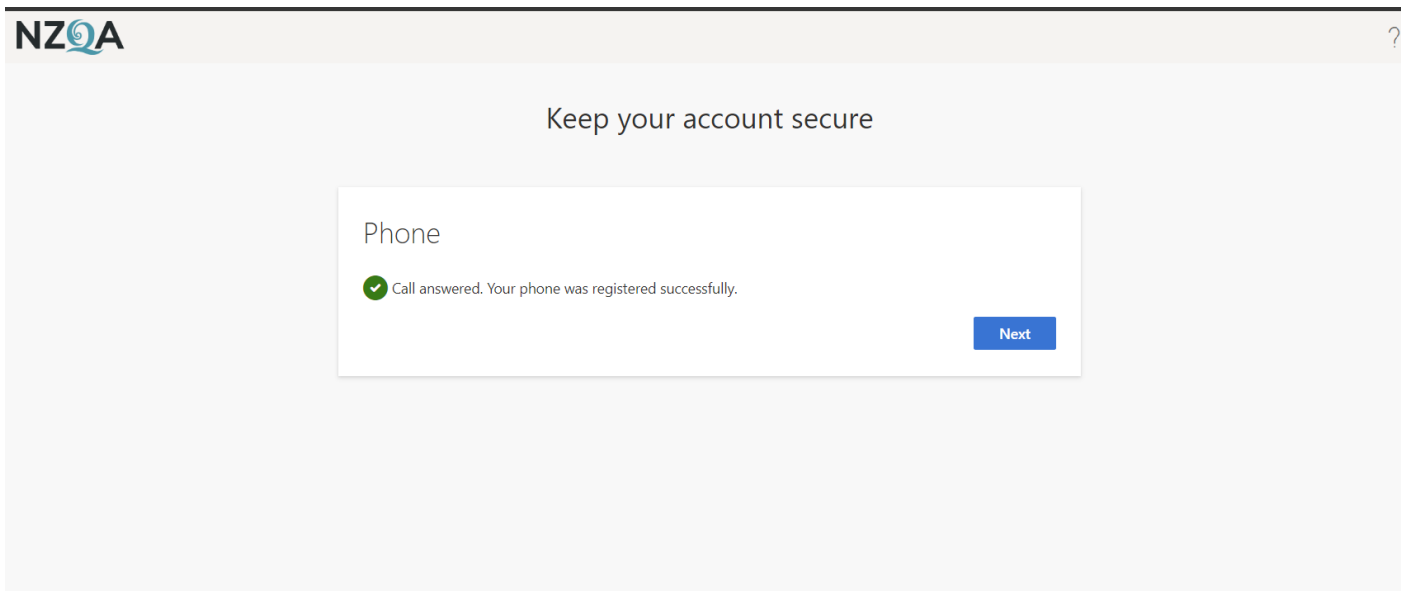 NZQA
?
Keep your account secure
Phone
Call answered. Your phone was registered successfully.
Next